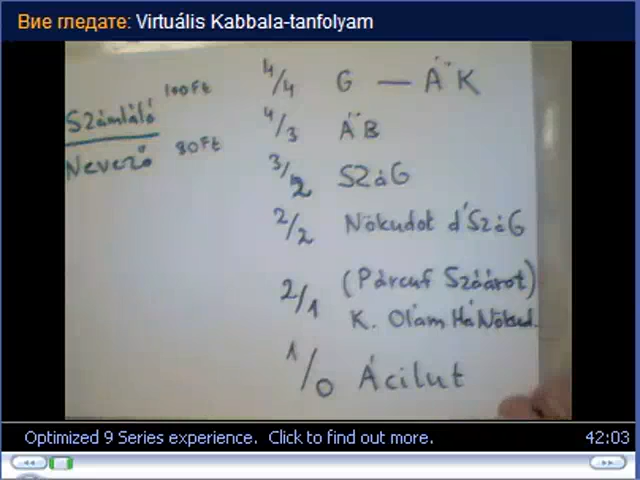 Вие гледате: Virtuális Kabbala-tanfolyam
Számláló 100Ft
Nevező 80Ft
4/4 G — ÁK
4/3 ÁB
3/2 SZáG
2/2 Nökudot d'SZáG
2/1 (Párcuf Száárot)
K. Olám Há Nökud.
1/0 Ácilut
Optimized 9 Series experience. Click to find out more. 42:03